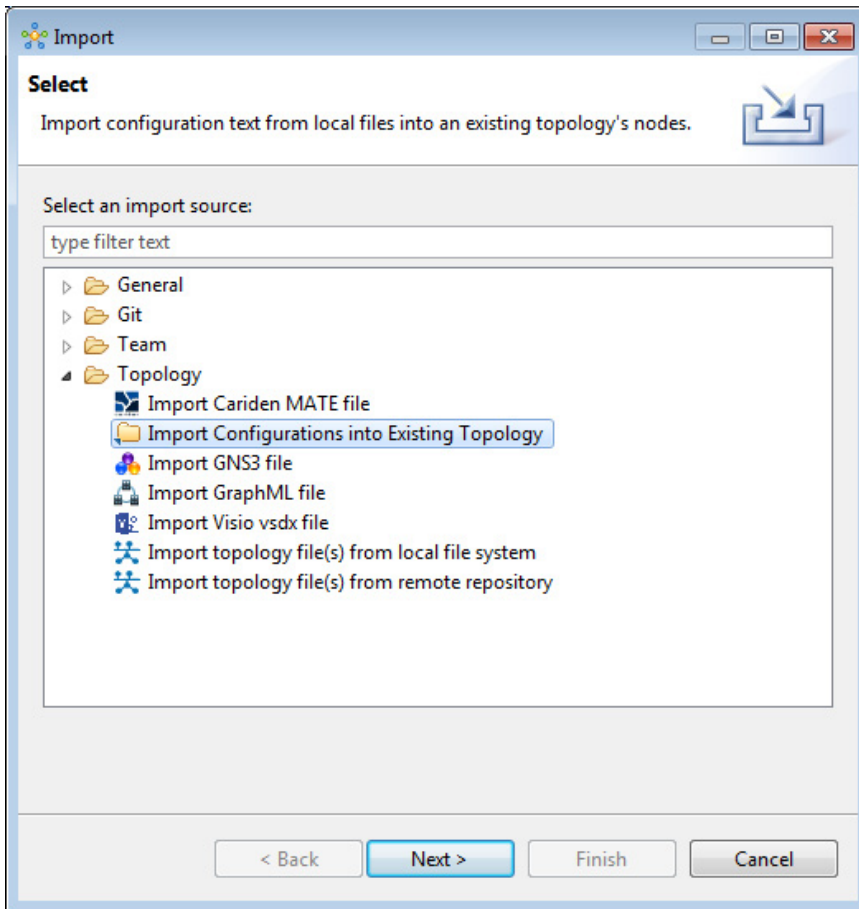 Import
Select
Import configuration text from local files into an existing topology's nodes.
Select an import source:
type filter text
General
Git
Team
Topology
Import Cariden MATE file
Import Configurations into Existing Topology
Import GNS3 file
Import GraphML file
Import Visio vsdx file
Import topology file(s) from local file system
Import topology file(s) from remote repository
< Back Next > Finish Cancel